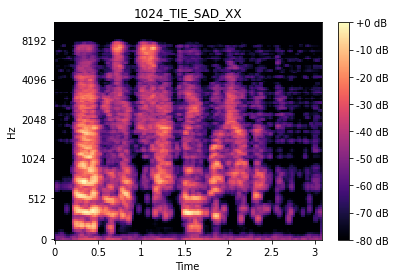 1024_TIE_SAD_XX
8192
4096
2048
1024
512
0
Hz
0
0.5
1
1.5
2
2.5
3
Time
+0 dB
-10 dB
-20 dB
-30 dB
-40 dB
-50 dB
-60 dB
-70 dB
-80 dB